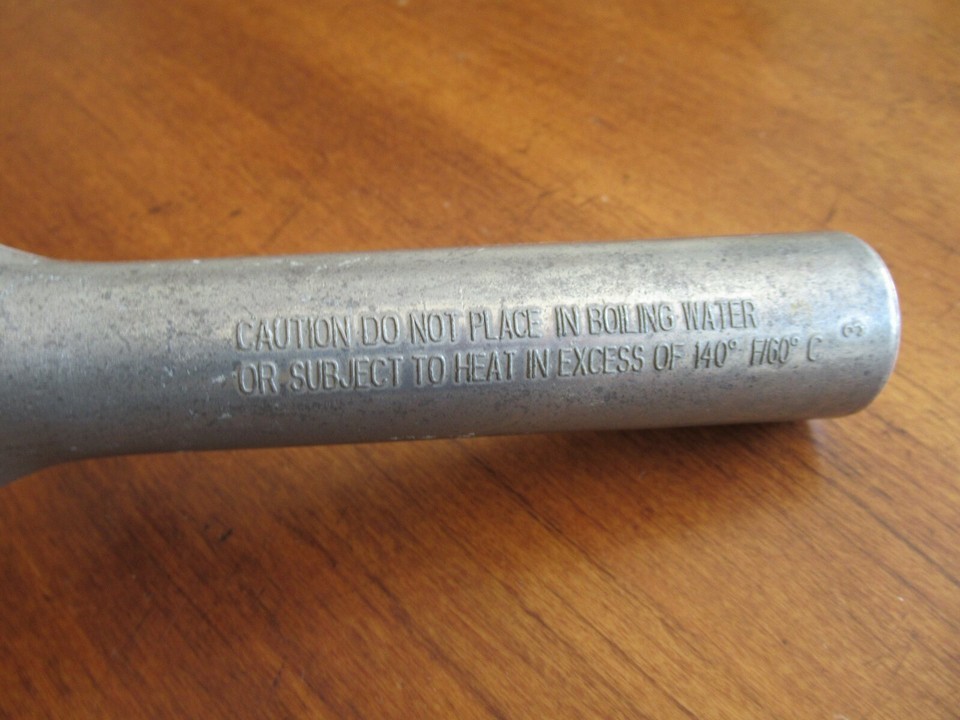 CAUTION DO NOT PLACE IN BOILING WATER
OR SUBJECT TO HEAT IN EXCESS OF 140° F/60° C